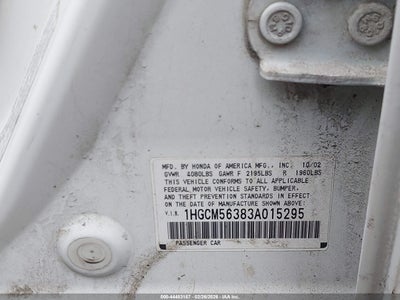 MFD. BY HONDA OF AMERICA MFG., INC. 10/02
GVWR 4080LBS GAWR F 2195LBS R 1960LBS
THIS VEHICLE CONFORMS TO ALL APPLICABLE
FEDERAL MOTOR VEHICLE SAFETY, BUMPER,
AND THEFT PREVENTION STANDARDS IN EFFECT ON
THE DATE OF MANUFACTURE SHOWN ABOVE.
V.I.N. 1HGCM56383A015295
PASSENGER CAR